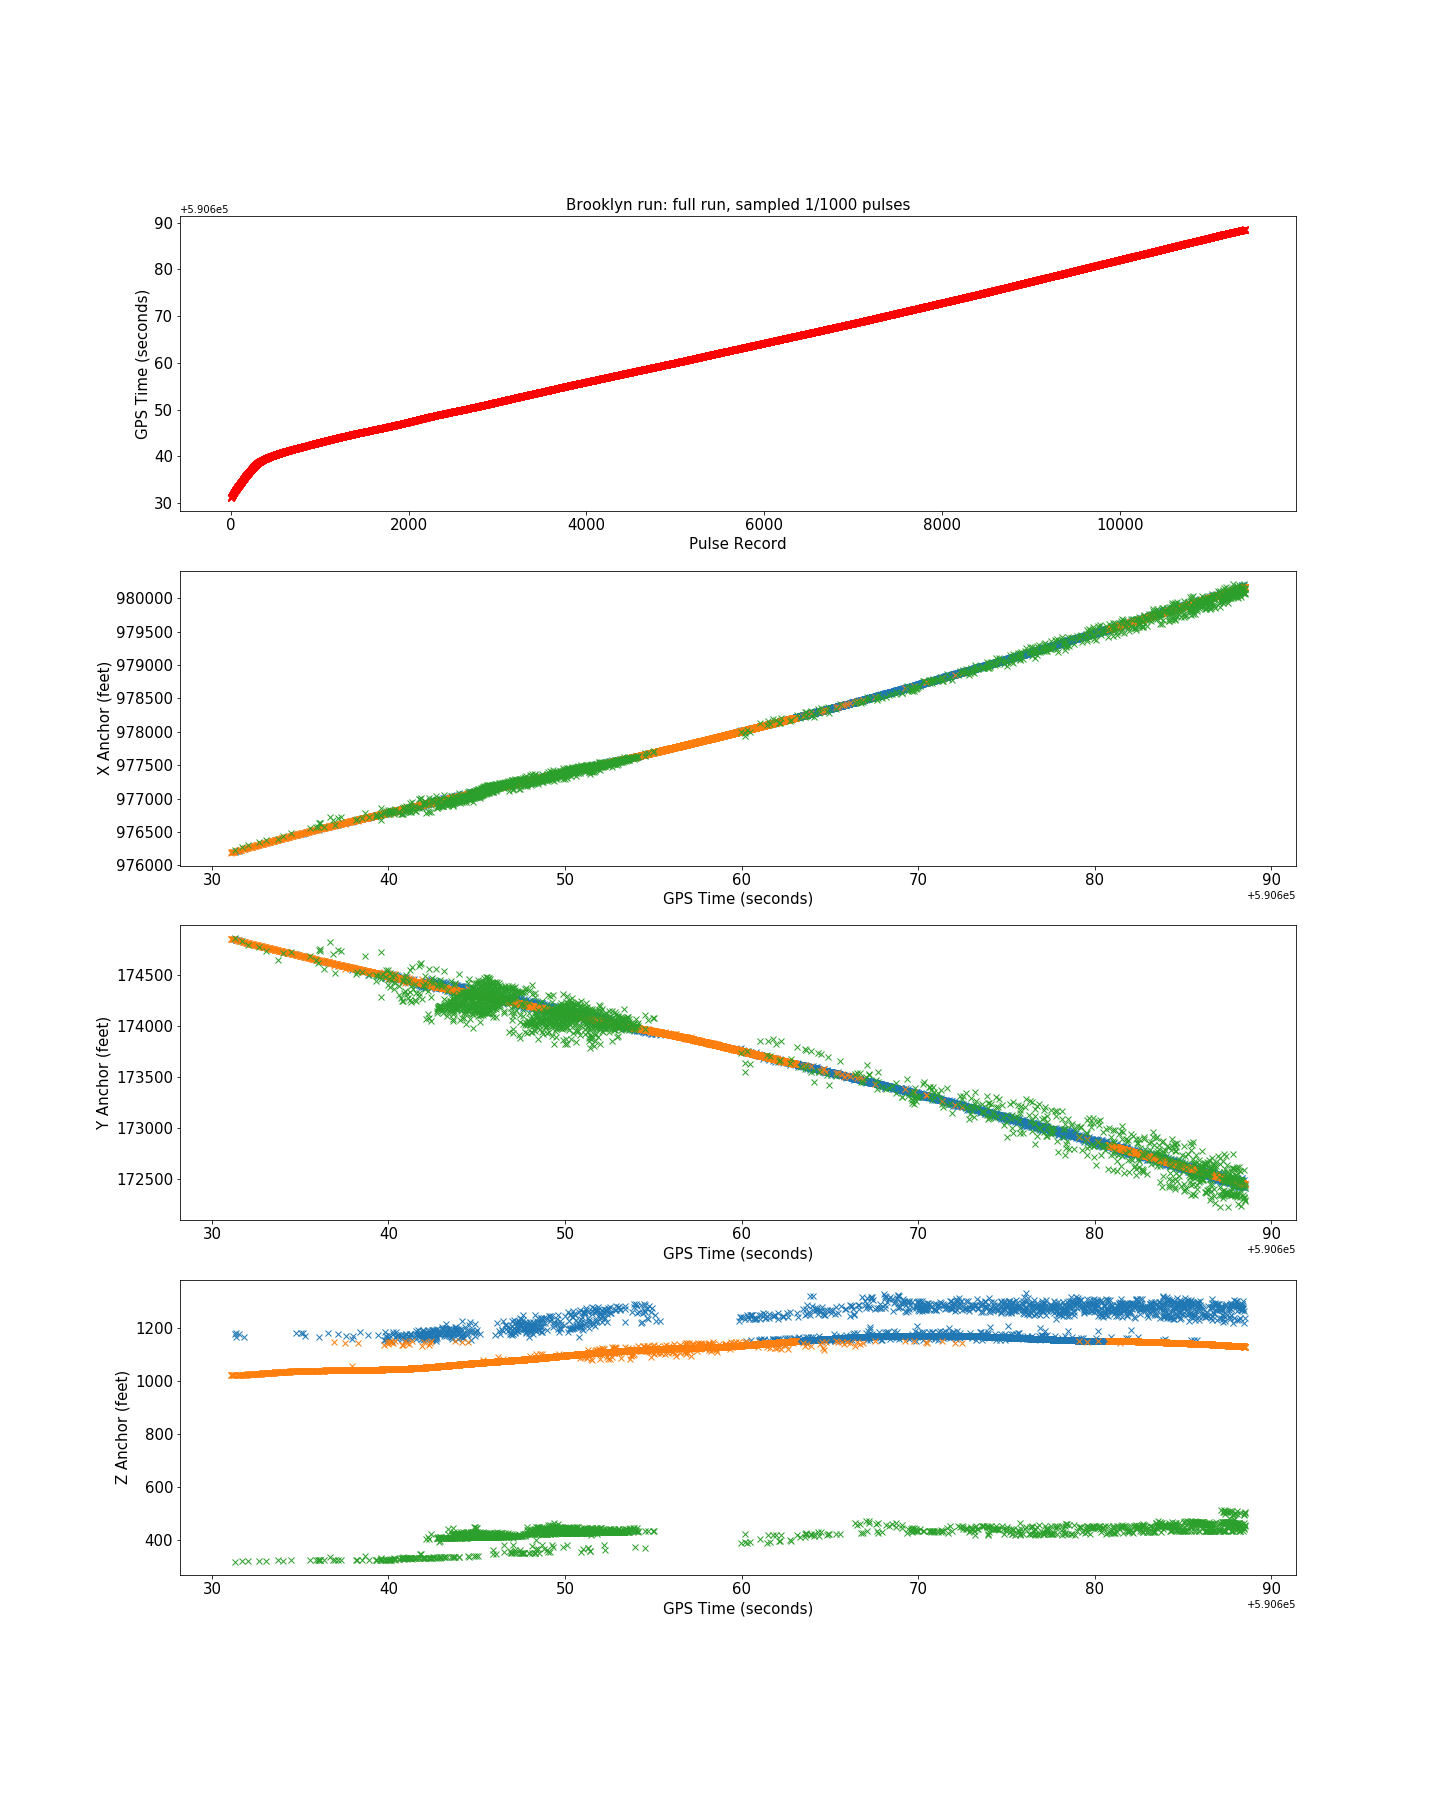 Brooklyn run: full run, sampled 1/1000 pulses
+5.906e5
90
80
70
60
50
40
30
GPS Time (seconds)
0 2000 4000 6000 8000 10000
Pulse Record
980000
979500
979000
978500
978000
977500
977000
976500
976000
X Anchor (feet)
30 40 50 60 70 80 90
GPS Time (seconds)
+5.906e5
174500
174000
173500
173000
172500
Y Anchor (feet)
30 40 50 60 70 80 90
GPS Time (seconds)
+5.906e5
1200
1000
800
600
400
Z Anchor (feet)
30 40 50 60 70 80 90
GPS Time (seconds)
+5.906e5